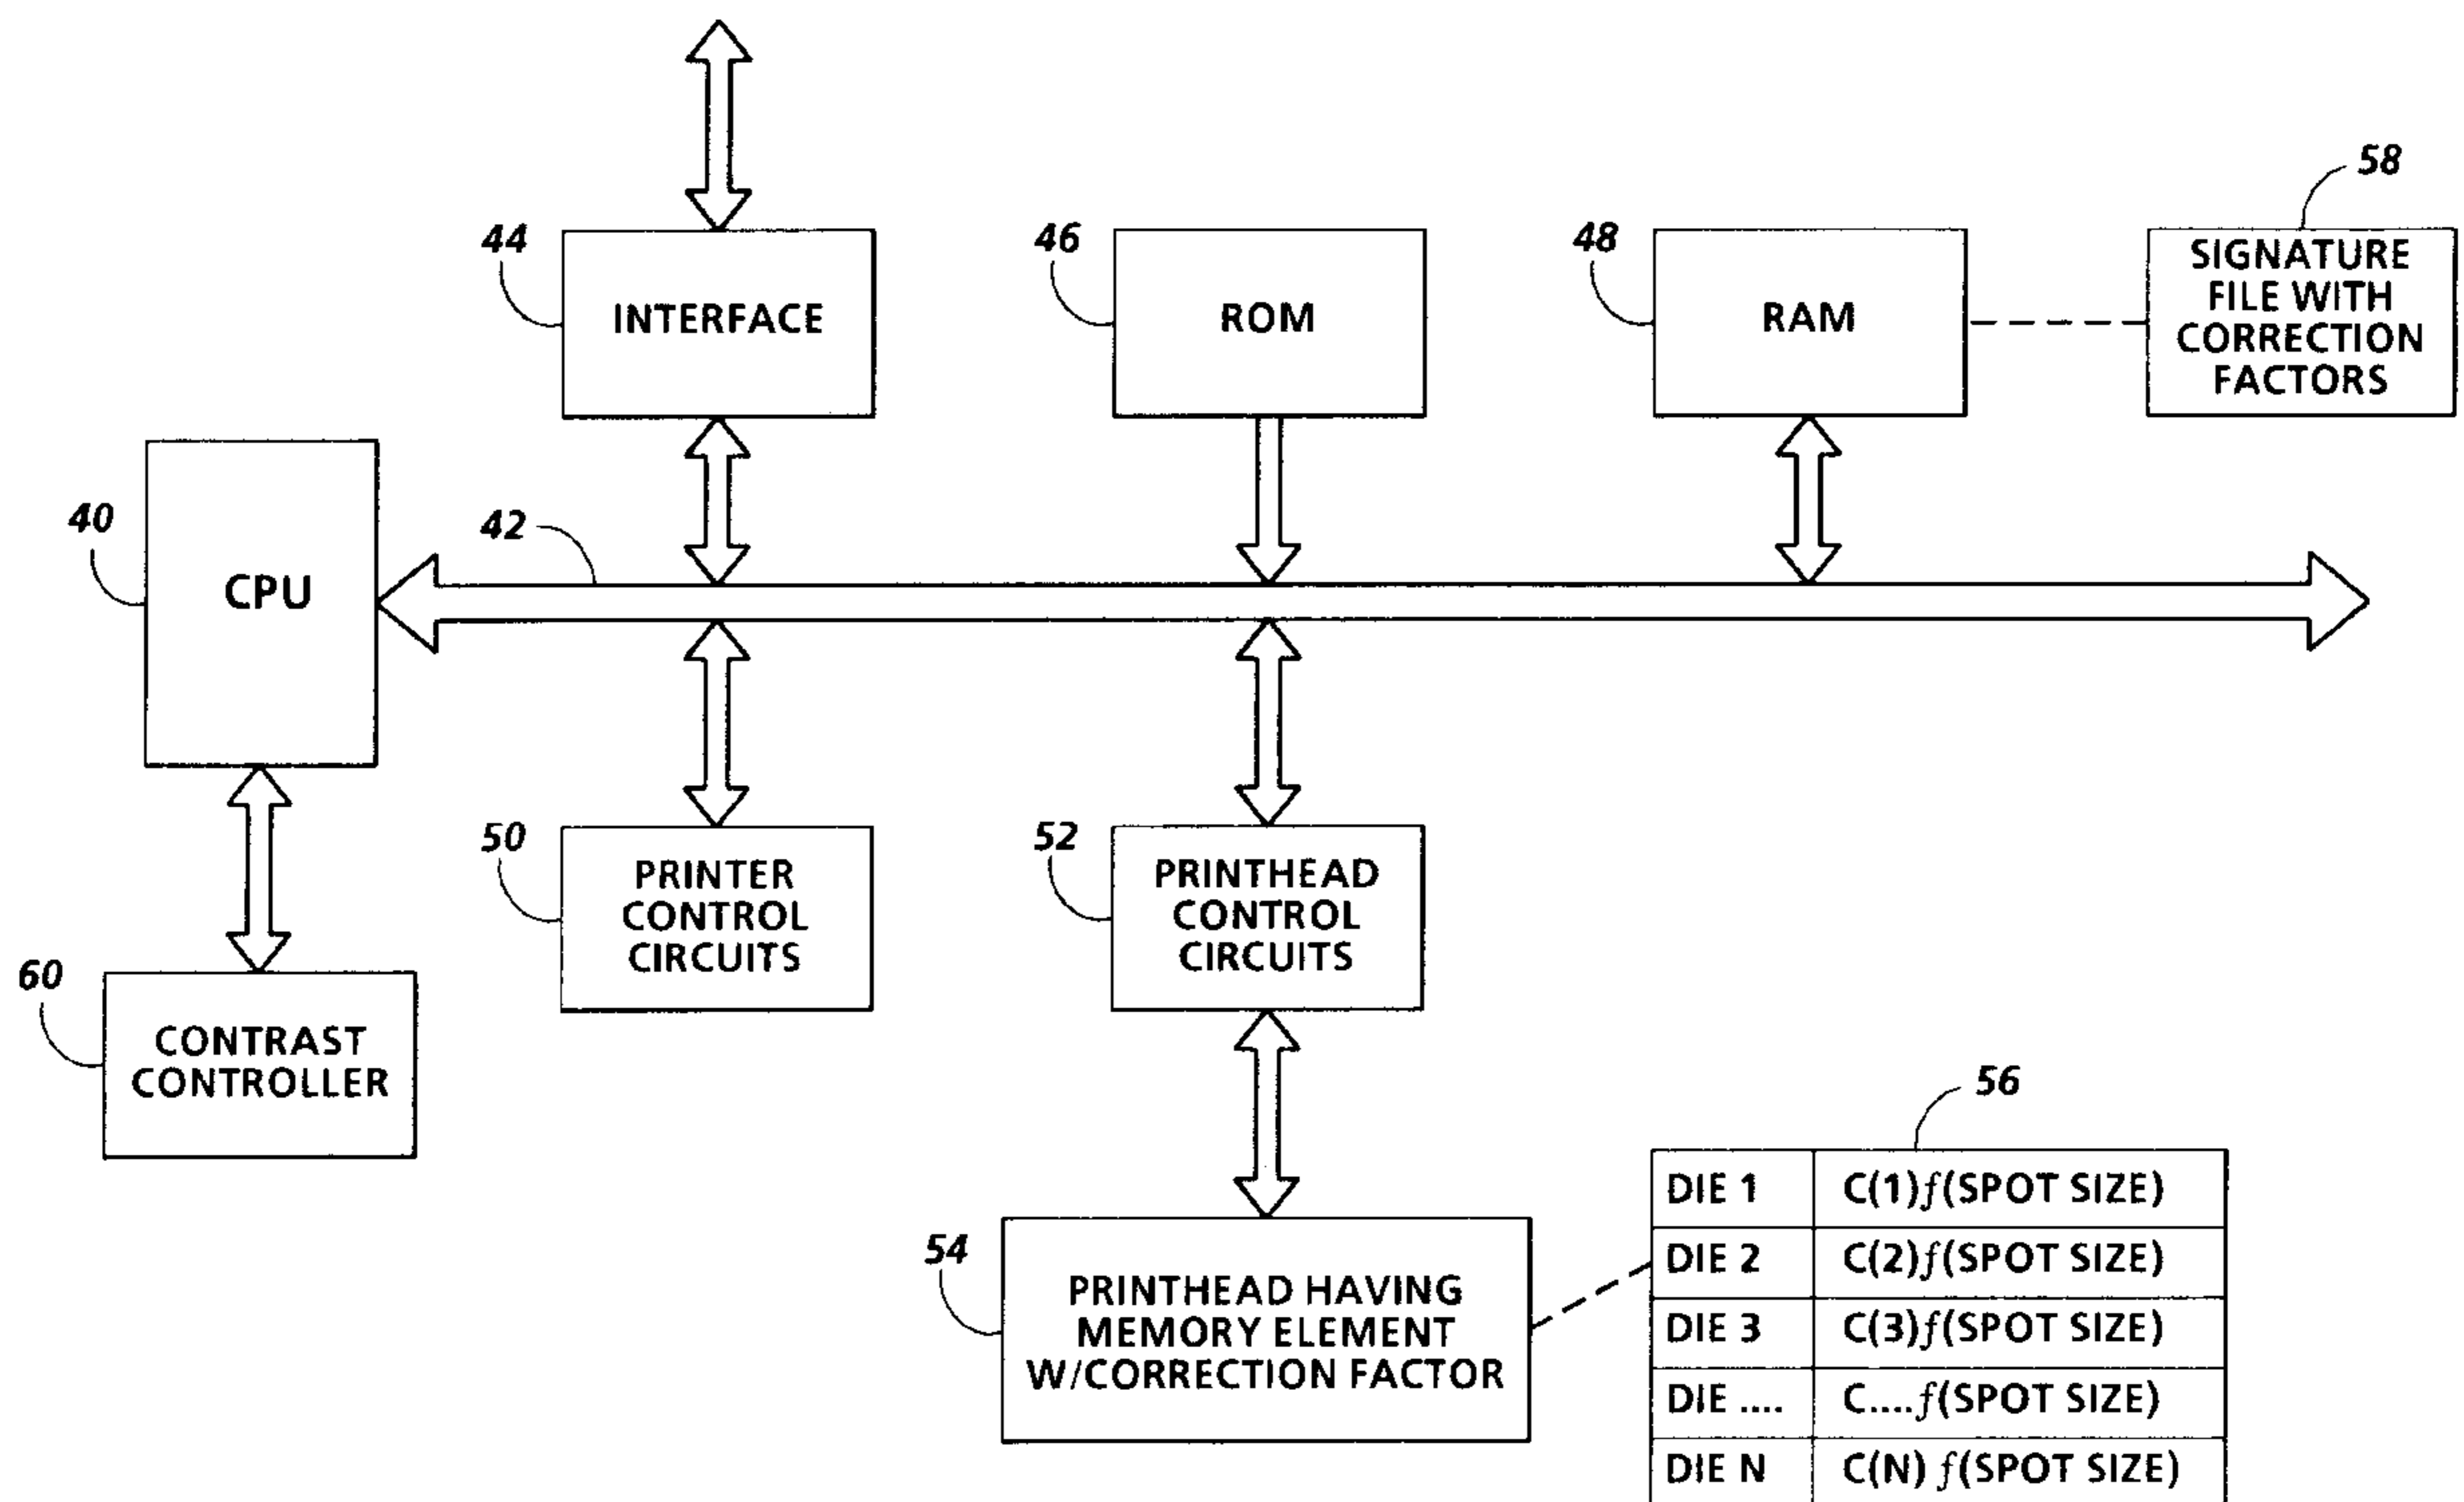 58
44
INTERFACE
46
ROM
48
RAM
SIGNATURE
FILE WITH
CORRECTION
FACTORS
40
CPU
42
50
PRINTER
CONTROL
CIRCUITS
52
PRINTHEAD
CONTROL
CIRCUITS
60
CONTRAST
CONTROLLER
56
54
PRINTHEAD HAVING
MEMORY ELEMENT
W/CORRECTION FACTOR
DIE 1 C(1)ƒ(SPOT SIZE)
DIE 2 C(2)ƒ(SPOT SIZE)
DIE 3 C(3)ƒ(SPOT SIZE)
DIE .... C....ƒ(SPOT SIZE)
DIE N C(N) ƒ(SPOT SIZE)